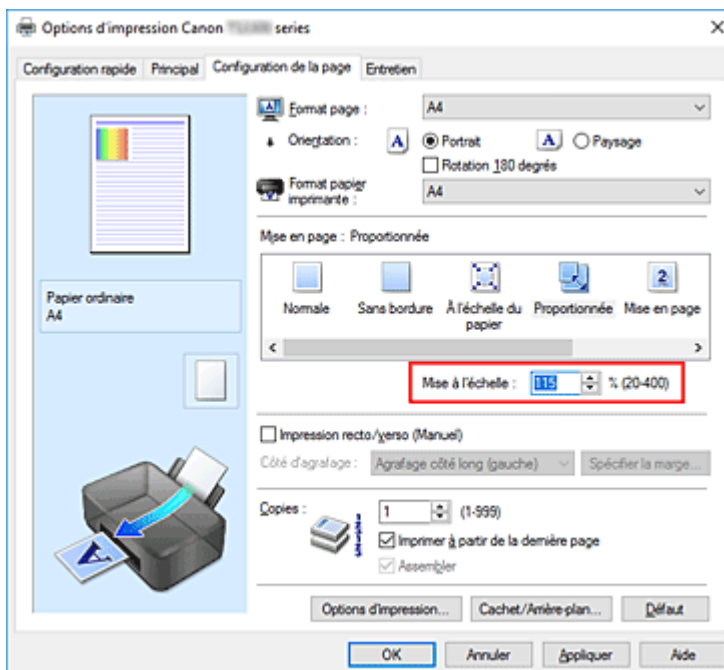 Options d'impression Canon series
Configuration rapide Principal Configuration de la page Entretien
Format page : A4
Orientation : A Portrait A Paysage
Rotation 180 degrés
Format papier imprimante : A4
Mise en page : Proportionnée
Normale Sans bordure À l'échelle du papier Proportionnée Mise en page
Papier ordinaire
A4
Mise à l'échelle : 115 % (20-400)
Impression recto/verso (Manuel)
Côté d'agrafage : Agrafage côté long (gauche) Spécifier la marge...
Copies : 1 (1-999)
Imprimer à partir de la dernière page
Assembler
Options d'impression... Cachet/Arrière-plan... Défaut
OK Annuler Appliquer Aide